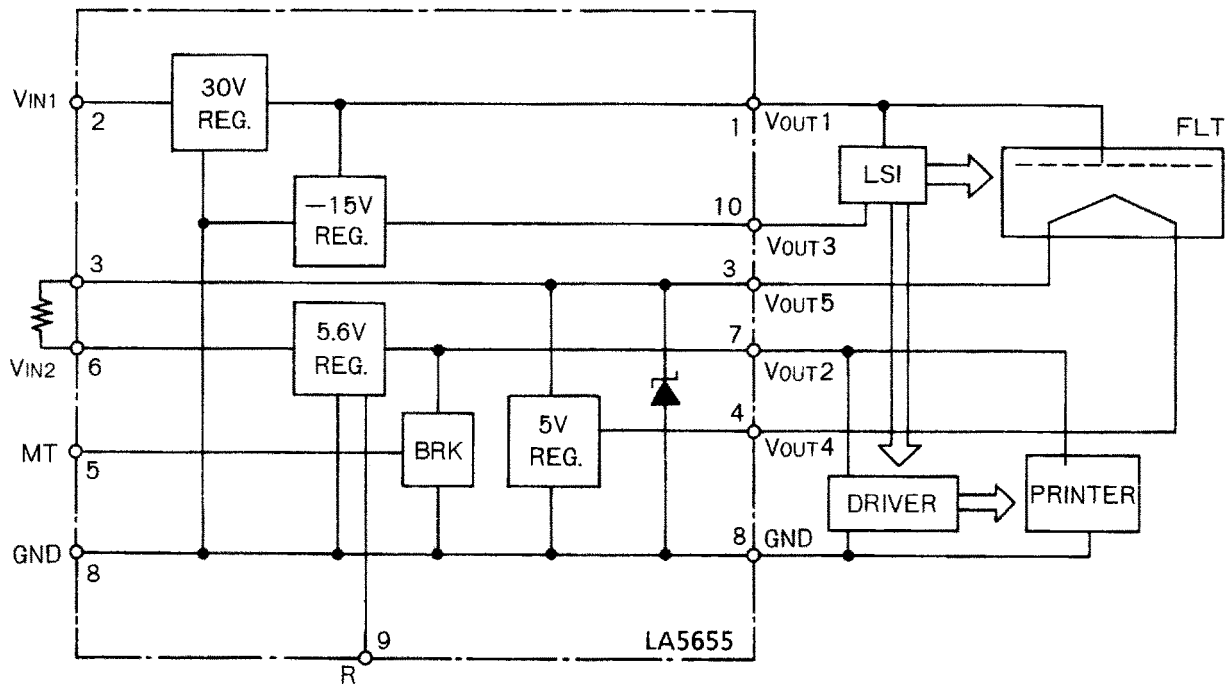 30V
REG.
VIN1
2
1
VOUT1
FLT
LSI
—15V
REG.
10
VOUT3
3
3
VOUT5
5.6V
REG.
7
VIN2
6
VOUT2
5V
REG.
4
VOUT4
MT
5
BRK
DRIVER
PRINTER
GND
8
8
GND
9
R
LA5655